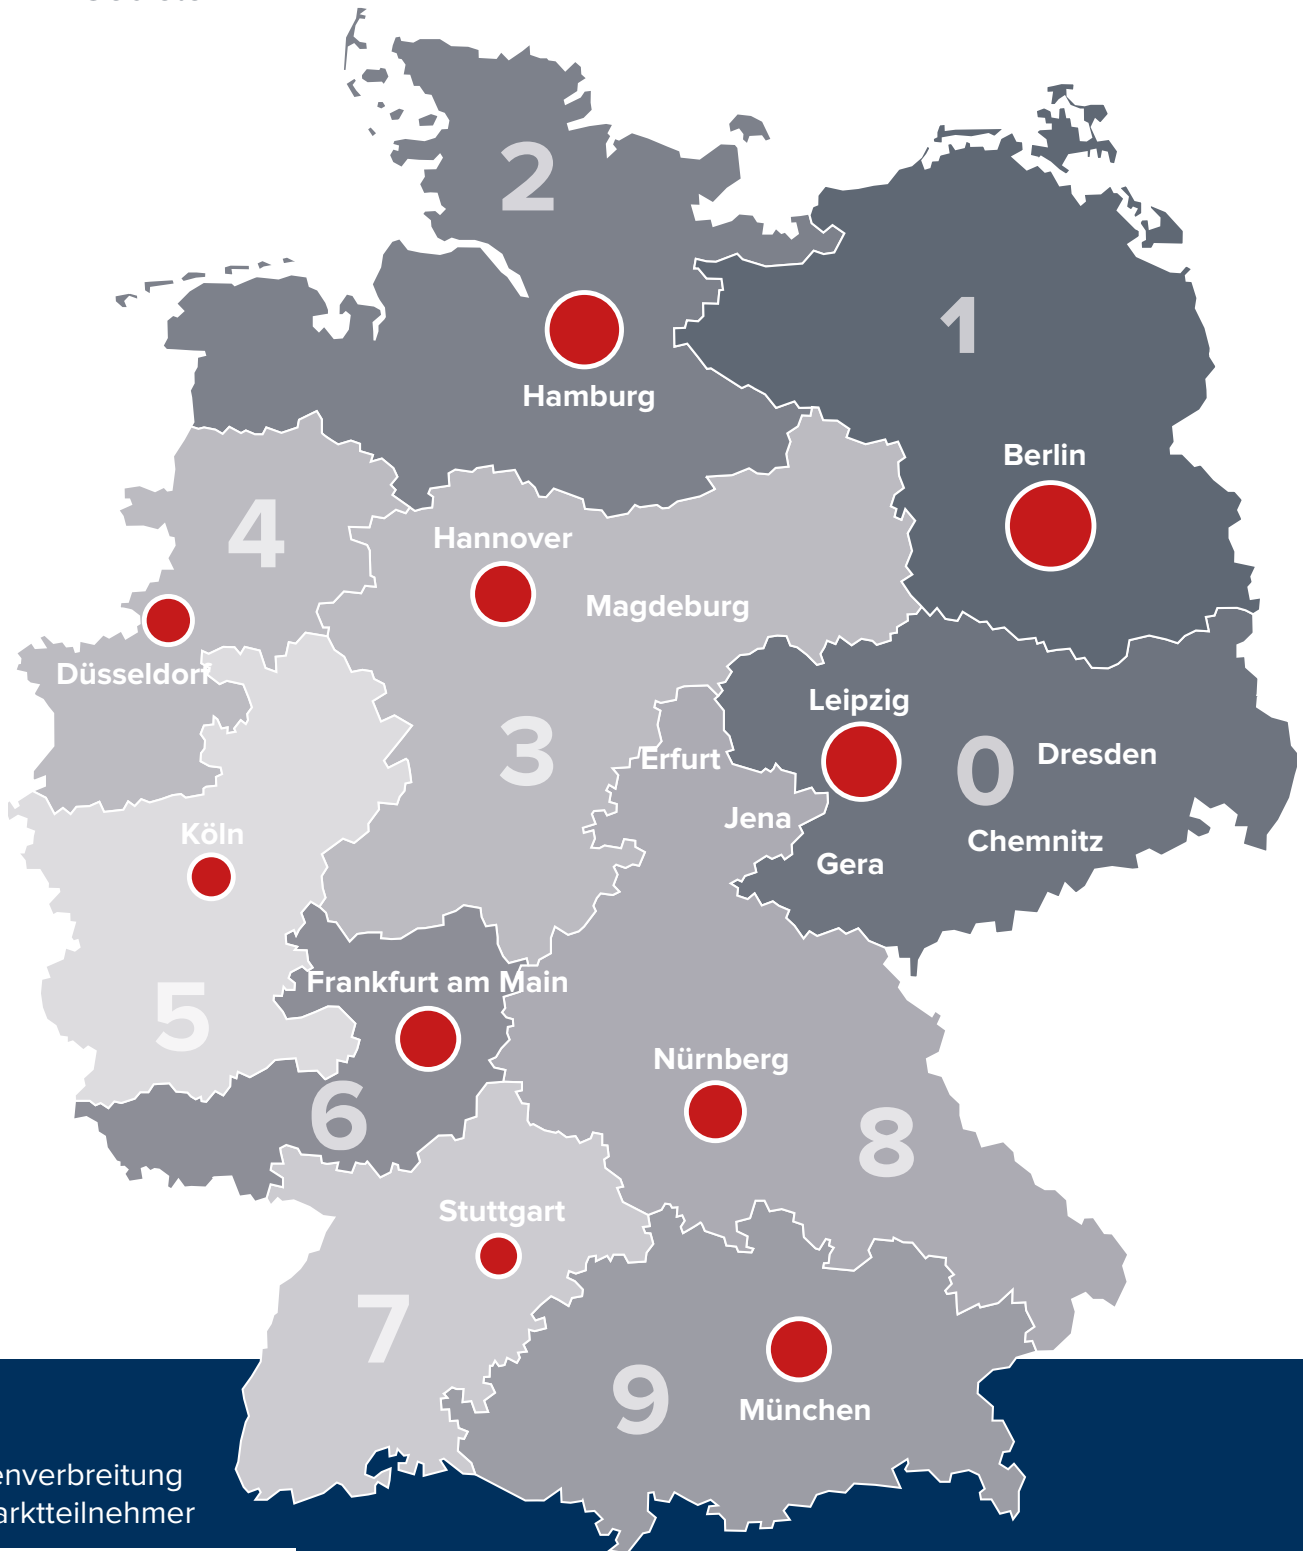 2
1
Hamburg
Berlin
4
Hannover
Magdeburg
Düsseldorf
Leipzig
3
0
Dresden
Erfurt
Jena
Chemnitz
Köln
Gera
Frankfurt am Main
5
Nürnberg
6
8
Stuttgart
7
9
München
enverbreitung
arktteilnehmer